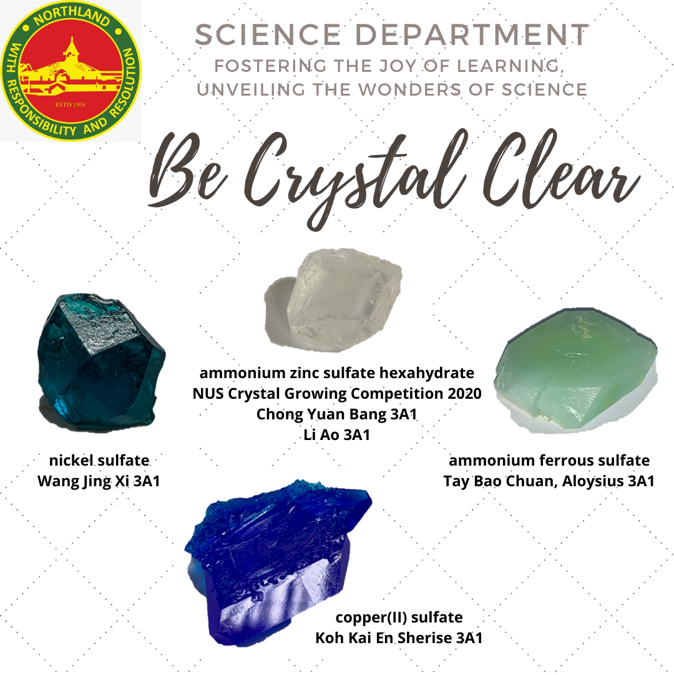 NORTHLAND
WITH RESPONSIBILITY AND RESOLUTION
ESTD 1994
SCIENCE DEPARTMENT
FOSTERING THE JOY OF LEARNING,
UNVEILING THE WONDERS OF SCIENCE
Be Crystal Clear
ammonium zinc sulfate hexahydrate
NUS Crystal Growing Competition 2020
Chong Yuan Bang 3A1
Li Ao 3A1
nickel sulfate
Wang Jing Xi 3A1
ammonium ferrous sulfate
Tay Bao Chuan, Aloysius 3A1
copper(II) sulfate
Koh Kai En Sherise 3A1